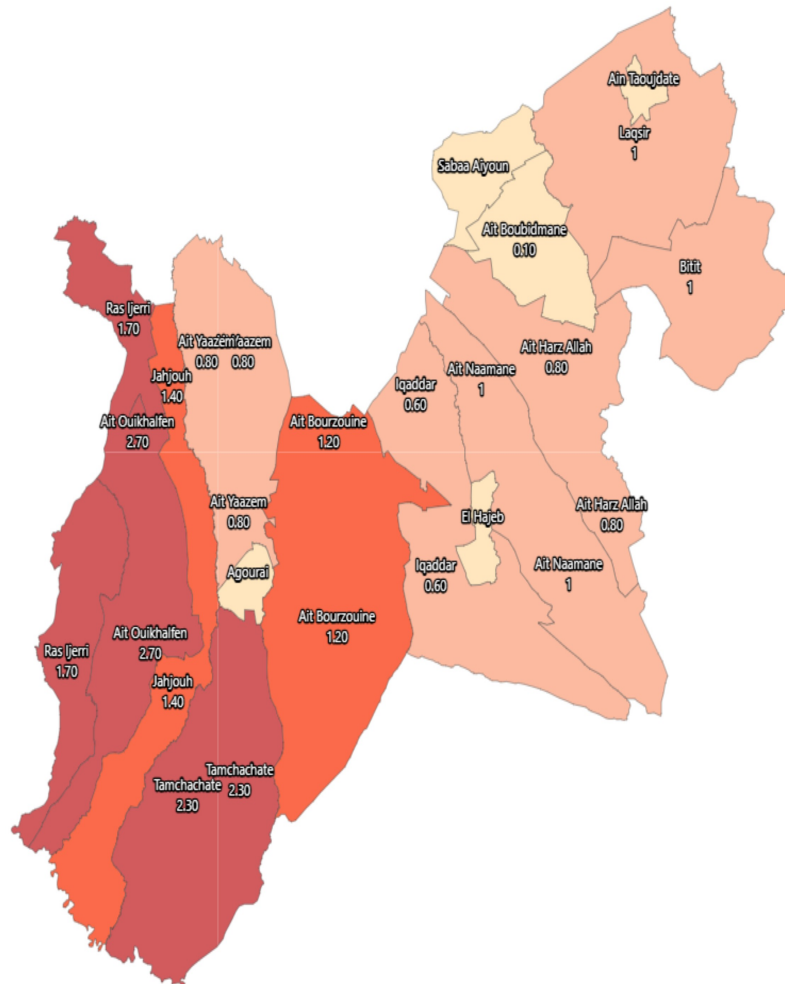 Ain Taoujdate
Laqsir
1
Sabaa Aiyoun
Ait Boubidmane
0.10
Bitit
1
Ras Ijerri
1.70
Ait Yaazem
0.80
Yaazem
0.80
Ait Harz Allah
0.80
Jahjouh
1.40
Ait Naamane
1
Iqaddar
0.60
Ait Ouikhalfen
2.70
Ait Bourzouine
1.20
Ait Yaazem
0.80
Ait Harz Allah
0.80
El Hajeb
Agourai
Iqaddar
0.60
Ait Naamane
1
Ait Bourzouine
1.20
Ait Ouikhalfen
2.70
Ras Ijerri
1.70
Jahjouh
1.40
Tamchachate
2.30
Tamchachate
2.30